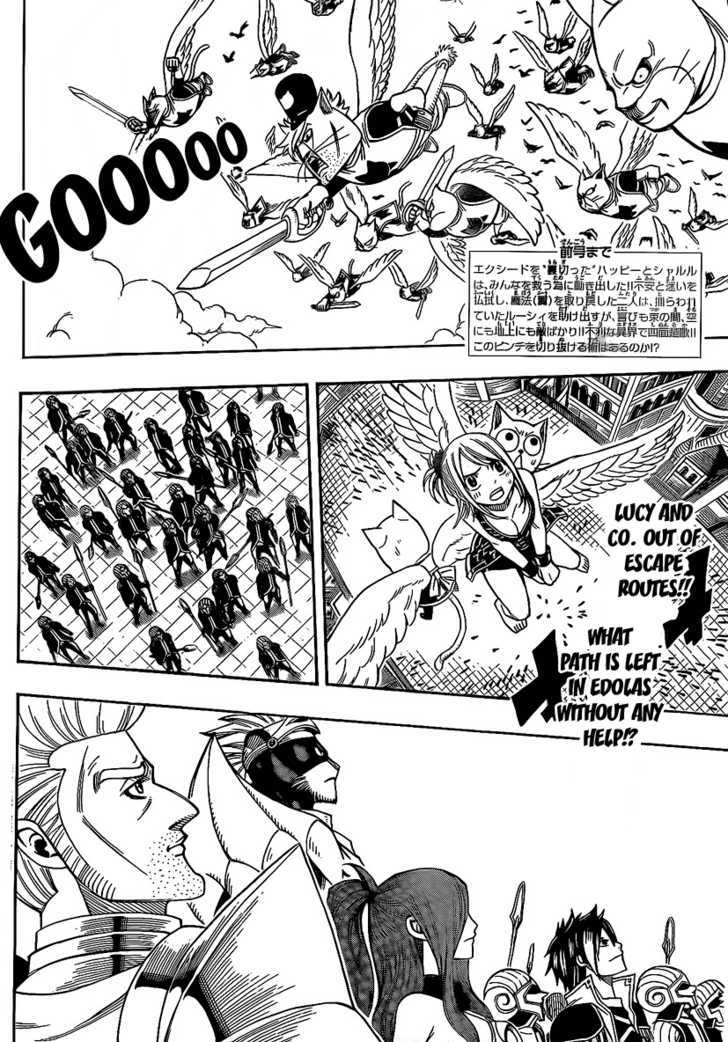 GOOOOO
前号まで
エクシードを"裏切った"ハッピーとシャルル
は、みんなを救う為に動き出した!!不安と迷いを
払拭し、魔法(翼)を取り戻した二人は、捕らわれ
ていたルーシィを助け出すが、喜びも束の間、空
にも地上にも敵ばかり!!不利な異界で四面楚歌!!
このピンチを切り抜ける術はあるのか!?
LUCY AND
CO. OUT OF
ESCAPE
ROUTES!!
WHAT
PATH IS LEFT
IN EDOLAS
WITHOUT ANY
HELP!?